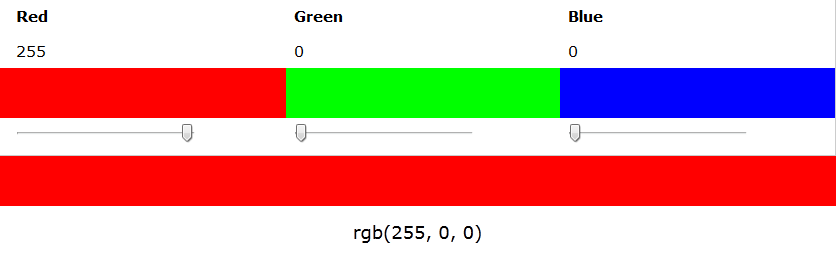 Red Green Blue
255 0 0
rgb(255, 0, 0)